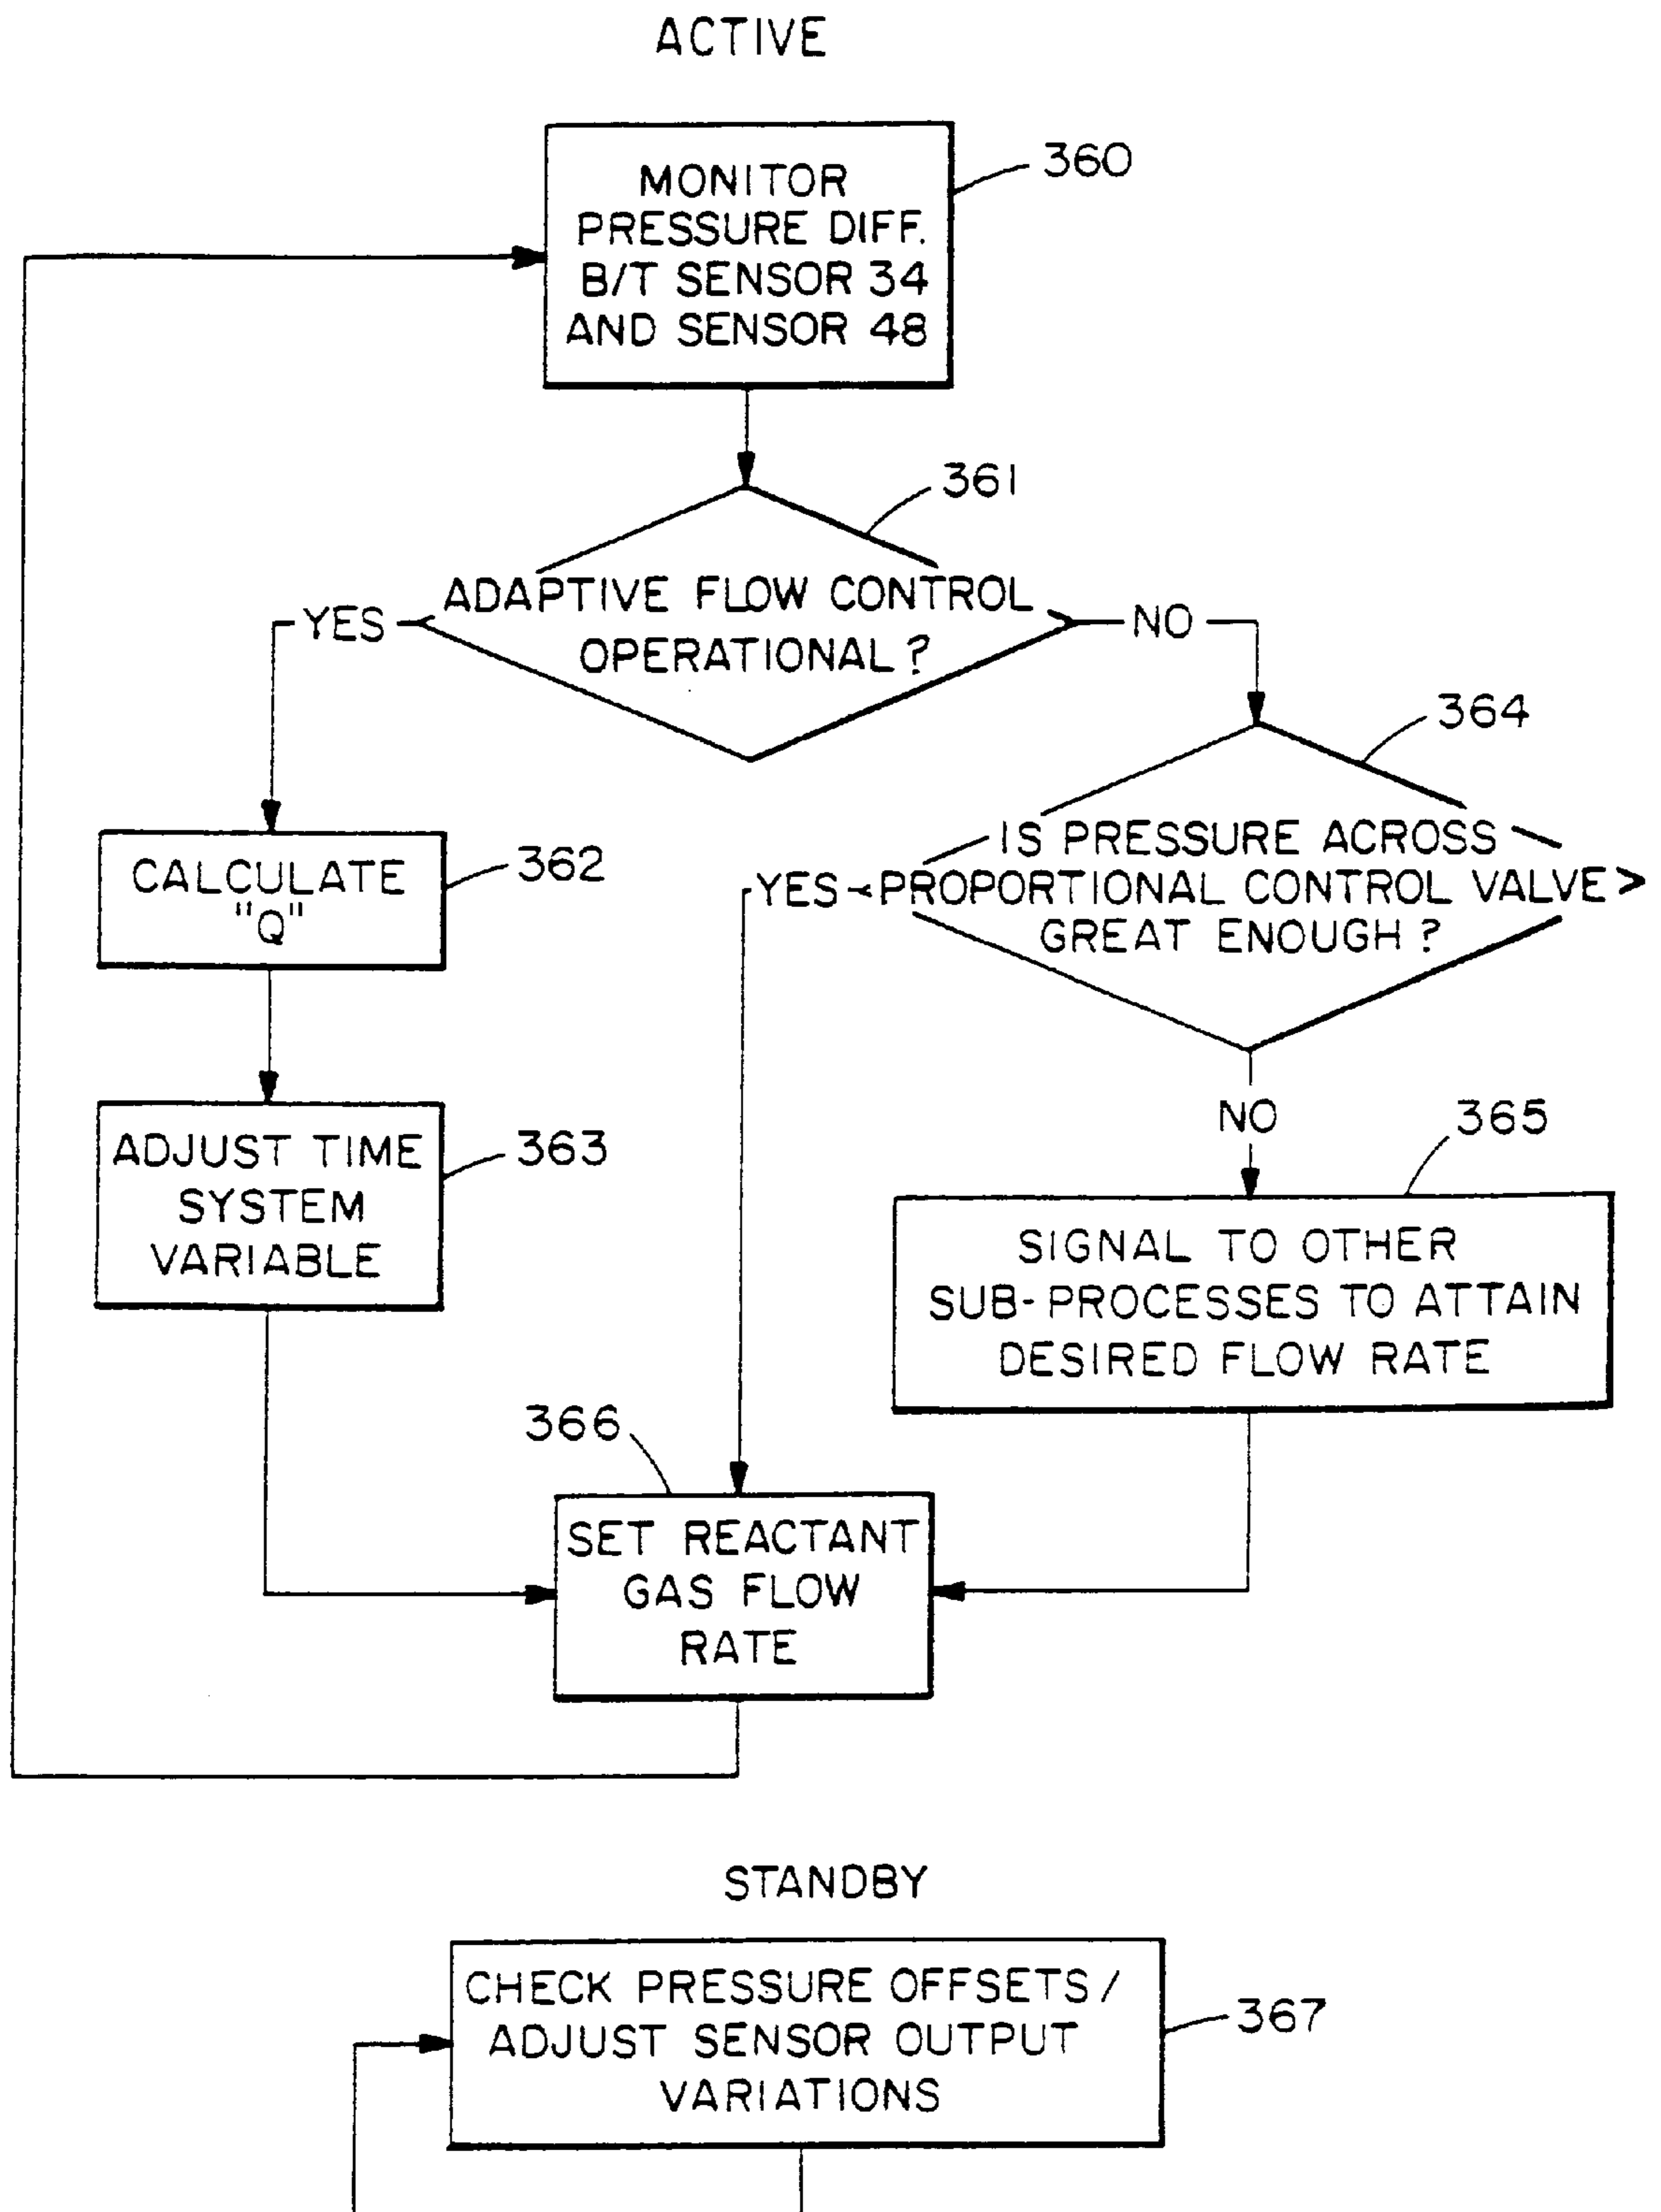 ACTIVE
MONITOR
PRESSURE DIFF.
B/T SENSOR 34
AND SENSOR 48
360
361
ADAPTIVE FLOW CONTROL
OPERATIONAL?
YES
NO
364
IS PRESSURE ACROSS
PROPORTIONAL CONTROL VALVE
GREAT ENOUGH?
YES
NO
CALCULATE
"Q"
362
ADJUST TIME
SYSTEM
VARIABLE
363
365
SIGNAL TO OTHER
SUB-PROCESSES TO ATTAIN
DESIRED FLOW RATE
366
SET REACTANT
GAS FLOW
RATE
STANDBY
CHECK PRESSURE OFFSETS/
ADJUST SENSOR OUTPUT
VARIATIONS
367